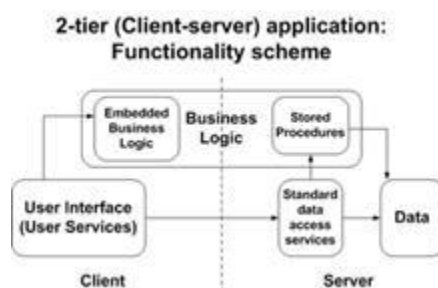 2-tier (Client-server) application:
Functionality scheme
Embedded
Business
Logic
Business
Logic
Stored
Procedures
User Interface
(User Services)
Standard
data
access
services
Data
Client
Server